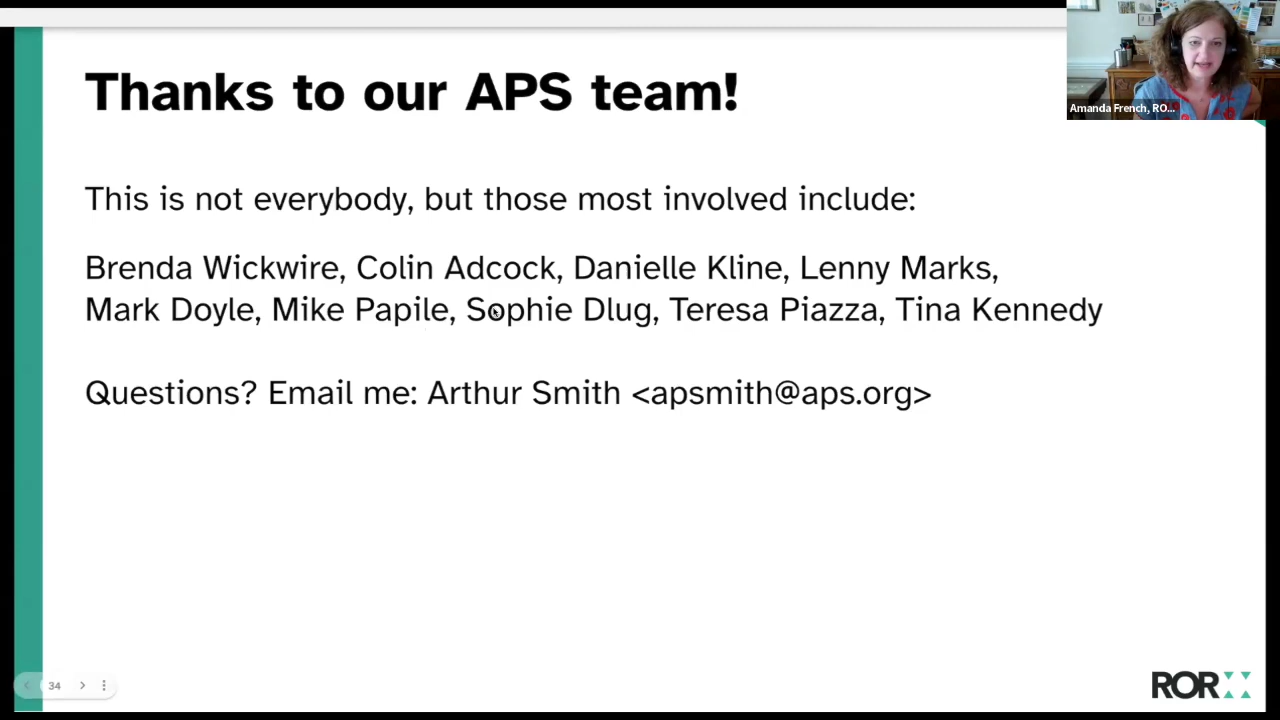 Thanks to our APS team!
Amanda French, RO...
This is not everybody, but those most involved include:
Brenda Wickwire, Colin Adcock, Danielle Kline, Lenny Marks,
Mark Doyle, Mike Papile, Sophie Dlug, Teresa Piazza, Tina Kennedy
Questions? Email me: Arthur Smith <apsmith@aps.org>
34
ROR